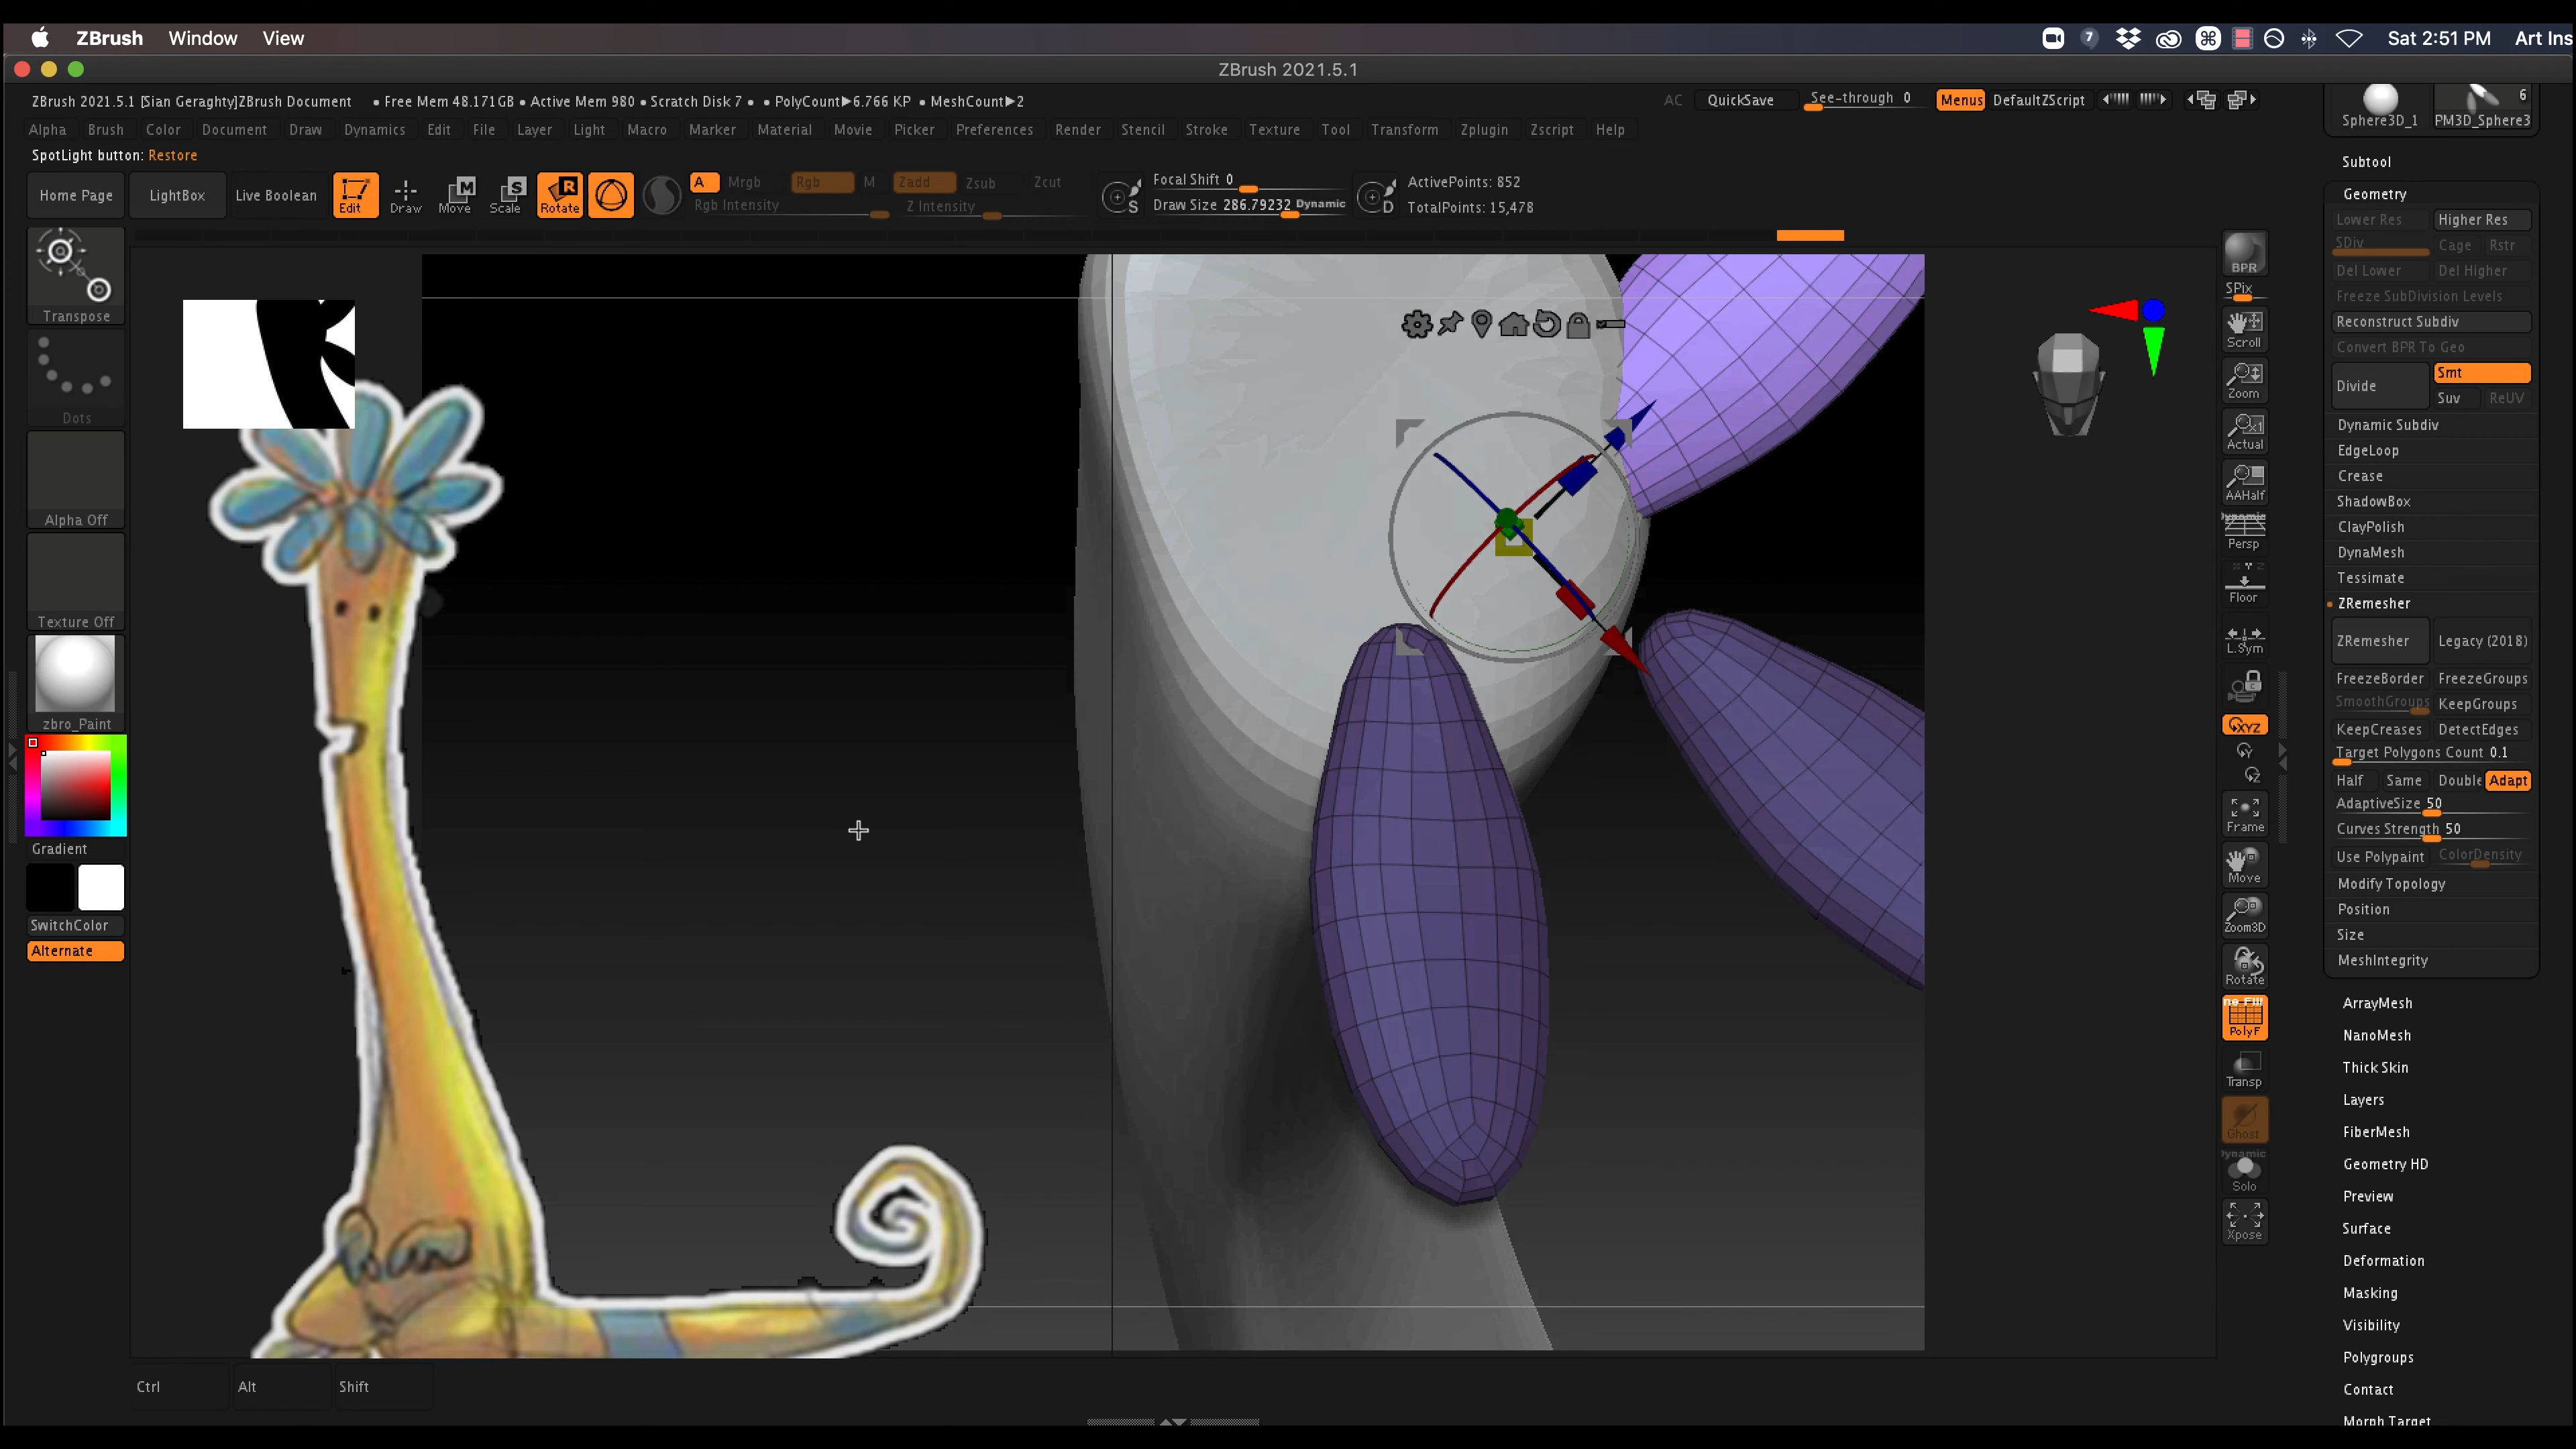 ZBrush Window View 7 Sat 2:51 PM Art Ins
ZBrush 2021.5.1
ZBrush 2021.5.1 [Sian Geraghty]ZBrush Document • Free Mem 48.171GB • Active Mem 980 • Scratch Disk 7 • • PolyCount▶6.766 KP • MeshCount▶2 AC QuickSave See-through 0 Menus DefaultZScript
Sphere3D_1 PM3D_Sphere3 6
Alpha Brush Color Document Draw Dynamics Edit File Layer Light Macro Marker Material Movie Picker Preferences Render Stencil Stroke Texture Tool Transform Zplugin Zscript Help
SpotLight button: Restore
Home Page LightBox Live Boolean Edit Draw Move Scale Rotate A Mrgb Rgb M Zadd Zsub Zcut
M S R
Rgb Intensity Z Intensity
S Focal Shift 0
Draw Size 286.79232 Dynamic
D ActivePoints: 852
TotalPoints: 15,478
Transpose
Dots
Alpha Off
Texture Off
zbro_Paint
Gradient
SwitchColor
Alternate
Ctrl Alt Shift
BPR
SPix
Scroll
Zoom
Actual
AAHalf
Dynamic
Persp
Floor
L.Sym
XYZ
Y
Z
Frame
Move
Zoom3D
Rotate
ne Fill
PolyF
Transp
Ghost
Dynamic
Solo
Xpose
Subtool
Geometry
Lower Res Higher Res
SDiv Cage Rstr
Del Lower Del Higher
Freeze SubDivision Levels
Reconstruct Subdiv
Convert BPR To Geo
Divide Smt
Suv ReUV
Dynamic Subdiv
EdgeLoop
Crease
ShadowBox
ClayPolish
DynaMesh
Tessimate
ZRemesher
ZRemesher Legacy (2018)
FreezeBorder FreezeGroups
SmoothGroups KeepGroups
KeepCreases DetectEdges
Target Polygons Count 0.1
Half Same Double Adapt
AdaptiveSize 50
Curves Strength 50
Use Polypaint ColorDensity
Modify Topology
Position
Size
MeshIntegrity
ArrayMesh
NanoMesh
Thick Skin
Layers
FiberMesh
Geometry HD
Preview
Surface
Deformation
Masking
Visibility
Polygroups
Contact
Morph Target